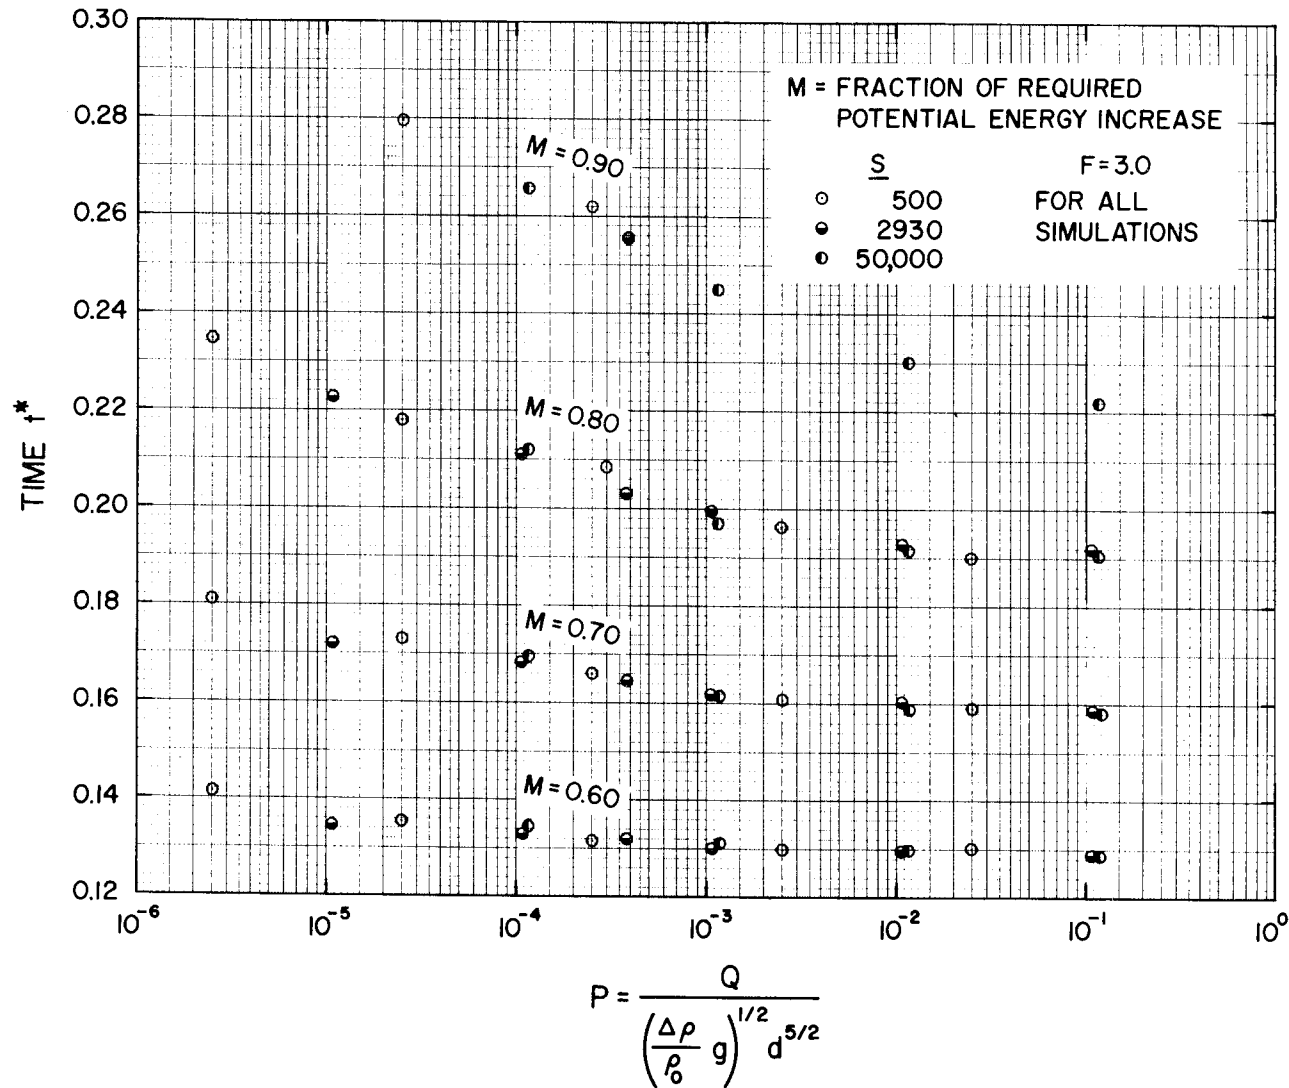 0.30
0.28
0.26
0.24
0.22
0.20
0.18
0.16
0.14
0.12
TIME t*
10⁻⁶
10⁻⁵
10⁻⁴
10⁻³
10⁻²
10⁻¹
10⁰
M = FRACTION OF REQUIRED
POTENTIAL ENERGY INCREASE
S F = 3.0
500 FOR ALL
2930 SIMULATIONS
50,000
M = 0.90
M = 0.80
M = 0.70
M = 0.60
P = Q / (Δρ/ρ₀ g)^1/2 d^5/2